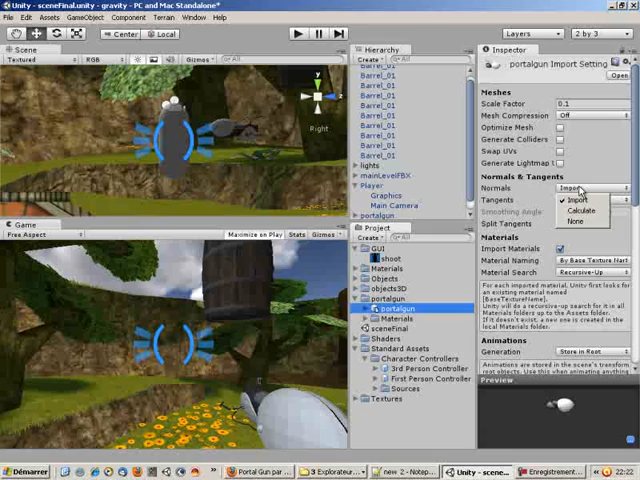 Unity - sceneFinal.unity - gravity - PC and Mac Standalone*
File Edit Assets GameObject Component Terrain Window Help
Center Local Layers 2 by 3
Scene
Textured RGB Gizmos All
y
z
Right
Game
Free Aspect Maximize on Play Stats Gizmos
Hierarchy
Create All
Barrel_01
Barrel_01
Barrel_01
Barrel_01
Barrel_01
Barrel_01
Barrel_01
Barrel_01
Barrel_01
lights
mainLevelFBX
Player
Graphics
Main Camera
portalgun
Project
Create All
GUI
shoot
Materials
Objects
objects3D
portalgun
portalgun
Materials
sceneFinal
Shaders
Standard Assets
Character Controllers
3rd Person Controller
First Person Controller
Sources
Textures
Inspector
portalgun Import Setting
Open
Meshes
Scale Factor 0.1
Mesh Compression Off
Optimize Mesh
Generate Colliders
Swap UVs
Generate Lightmap
Normals & Tangents
Normals Import
Tangents
Import
Calculate
None
Smoothing Angle
Split Tangents
Materials
Import Materials
Material Naming By Base Texture Nam
Material Search Recursive-Up
For each imported material, Unity first looks for
an existing material named
[BaseTextureName].
Unity will do a recursive-up search for it in all
Materials folders up to the Assets folder.
If it doesn't exist, a new one is created in the
local Materials folder.
Animations
Generation Store in Root
Animations are stored in the scene's transform
root objects. Use this when animating anything
Preview
Démarrer Portal Gun par 3 Explorateur... new 2 - Notep... Unity - scene... Enregistrement... 22:22